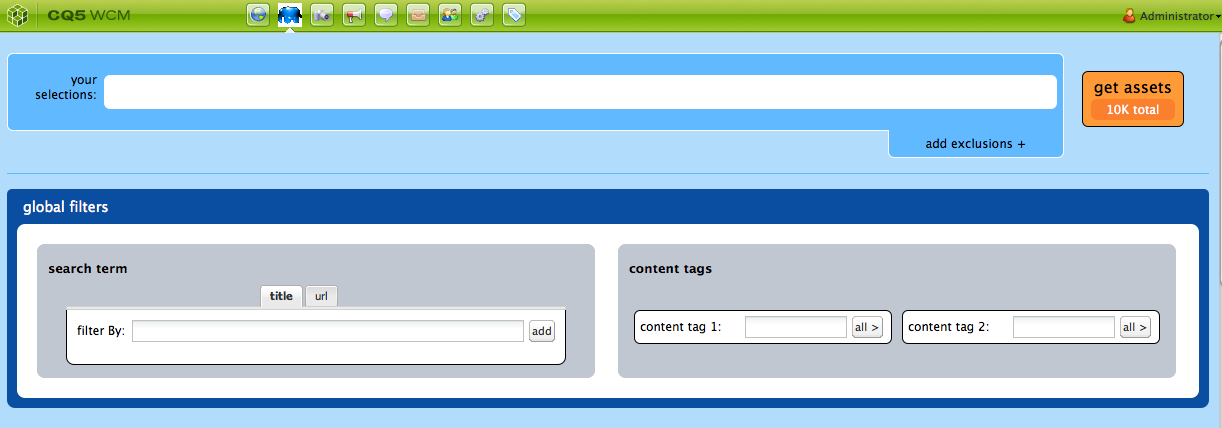 CQ5 WCM
Administrator
your
selections:
get assets
10K total
add exclusions +
global filters
search term
content tags
title
url
filter By:
add
content tag 1:
all >
content tag 2:
all >